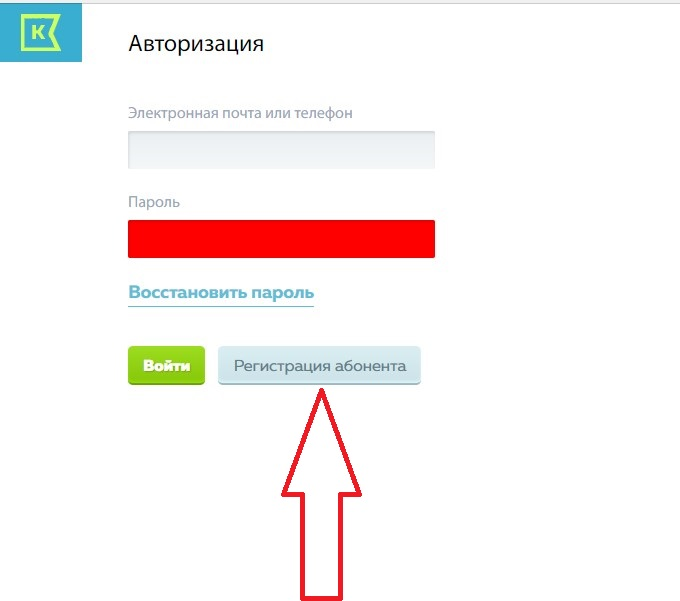 К
Авторизация
Электронная почта или телефон
Пароль
Восстановить пароль
Войти
Регистрация абонента